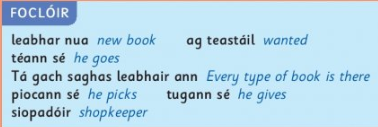 FOCLÓIR
leabhar nua new book ag teastáil wanted
téann sé he goes
Tá gach saghas leabhair ann Every type of book is there
piocann sé he picks tugann sé he gives
siopadóir shopkeeper